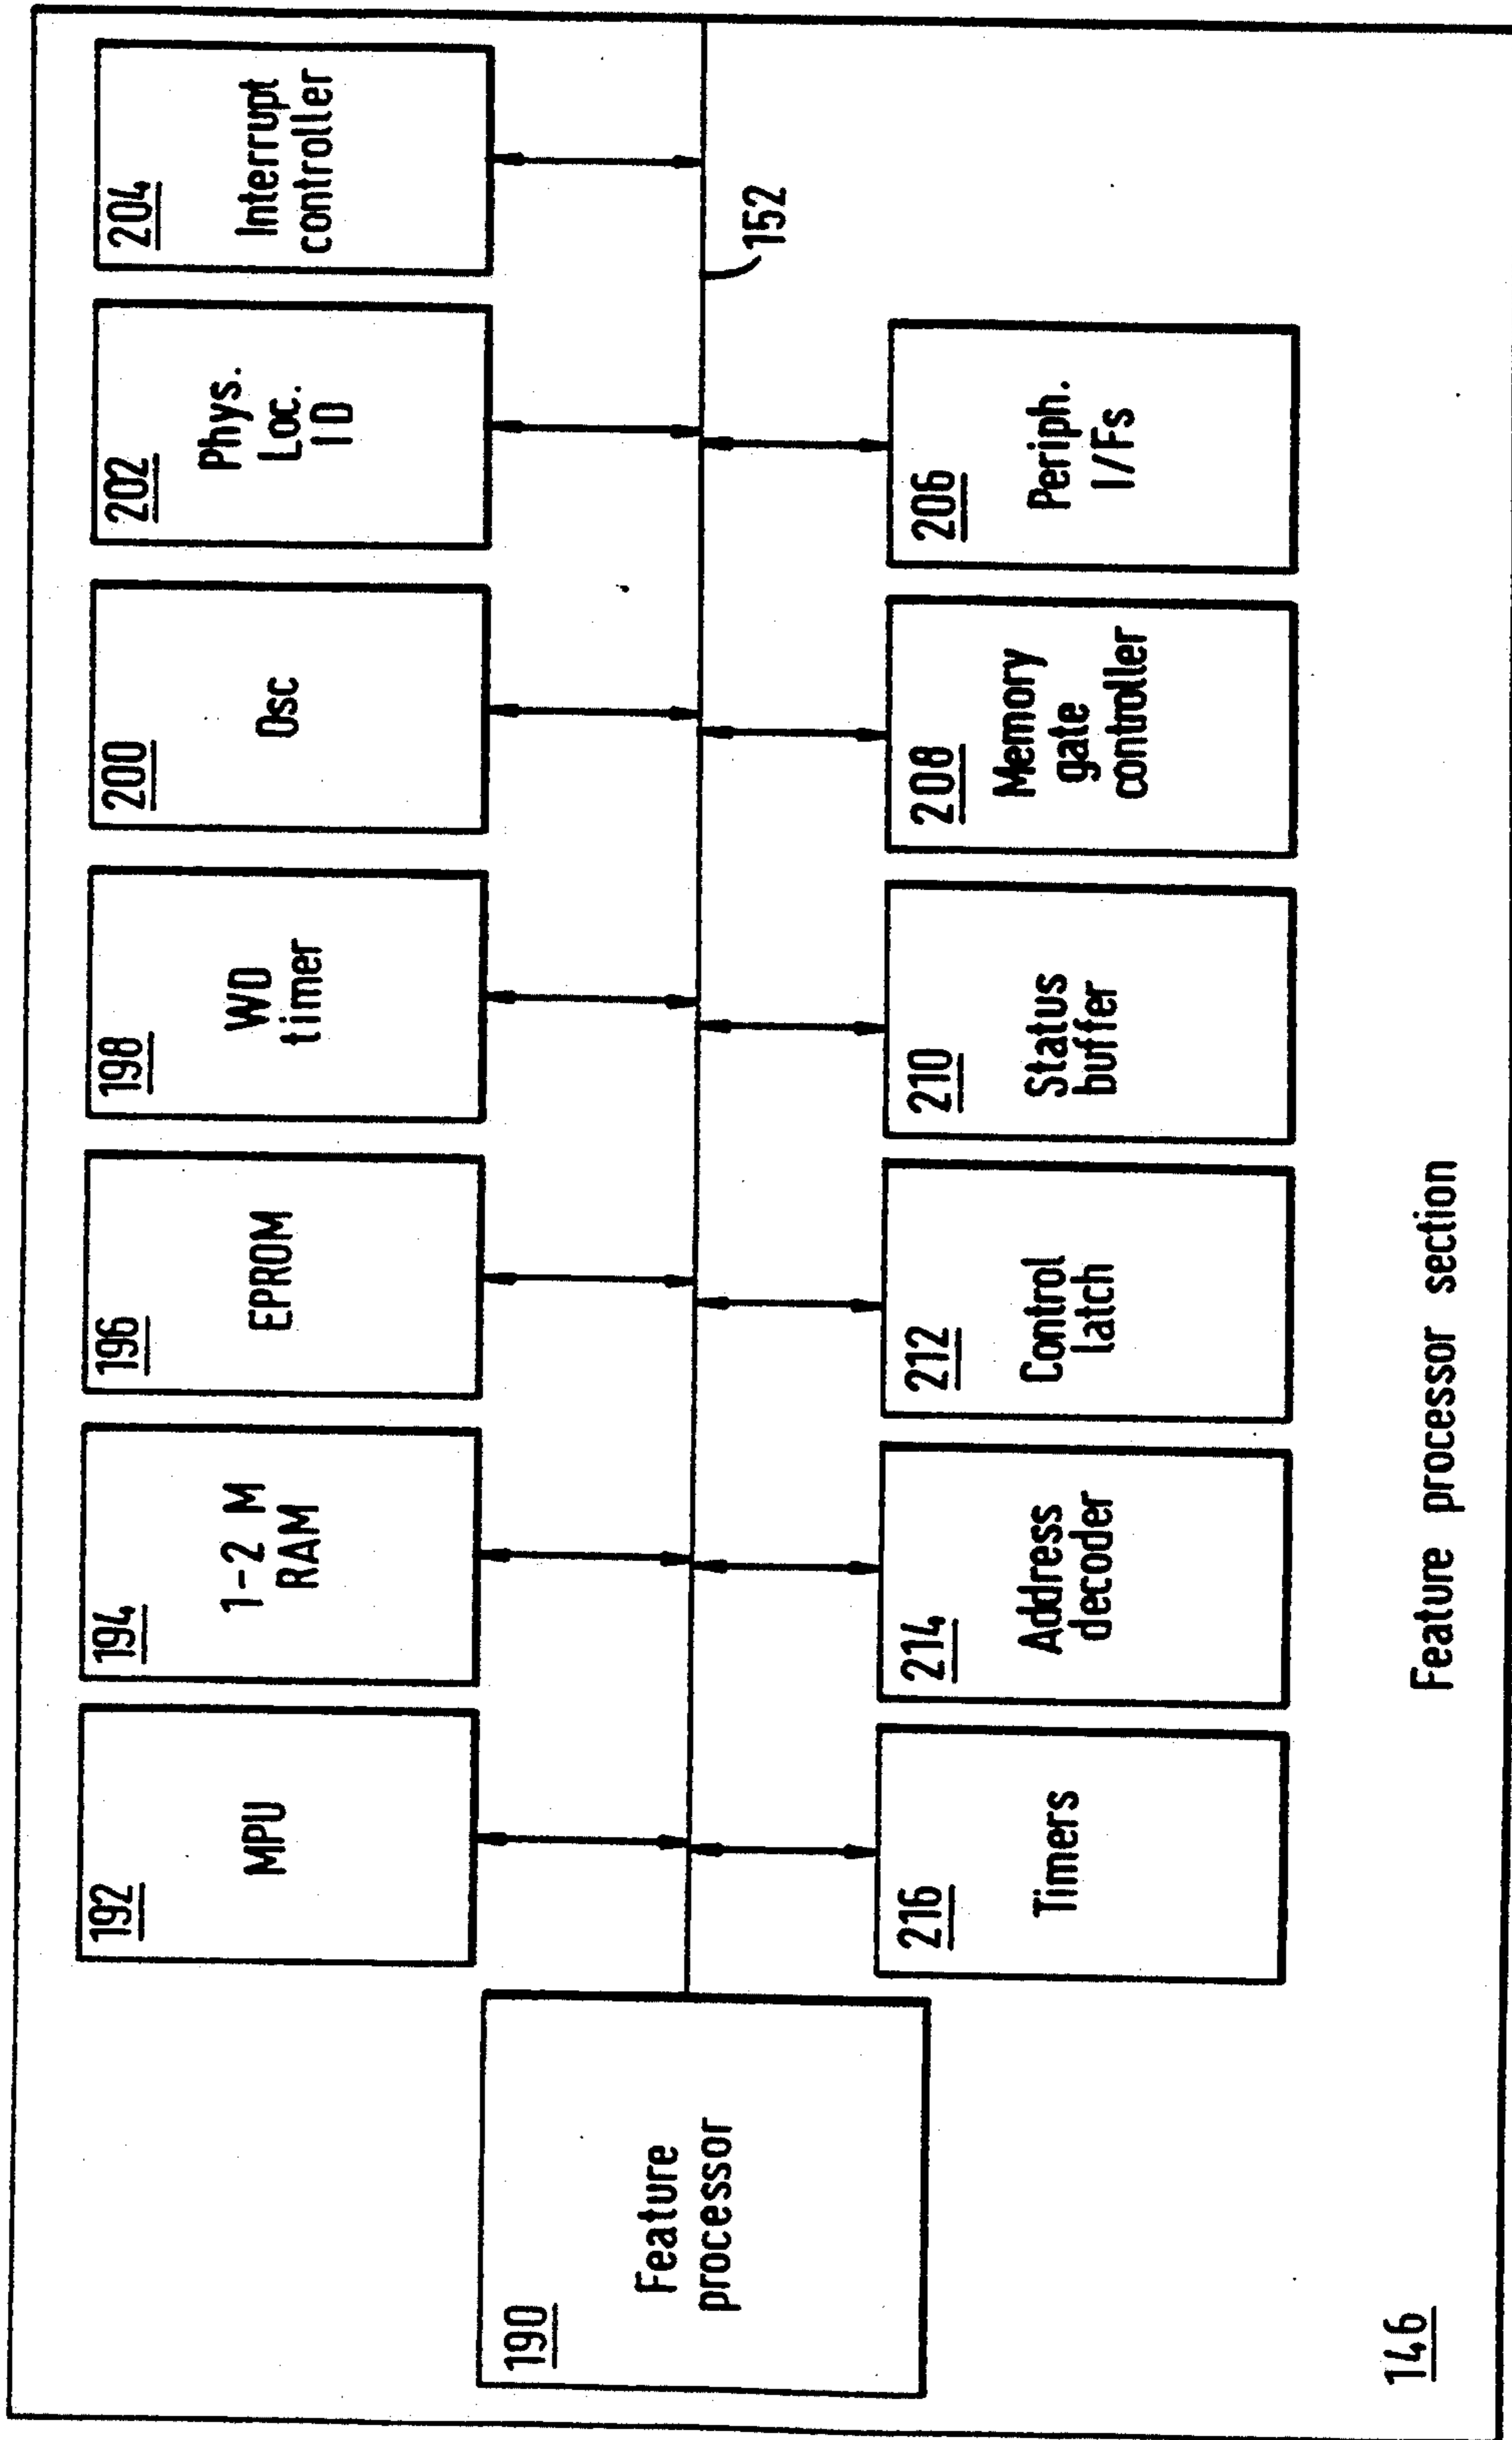 192
MPU
194
1-2 M
RAM
196
EPROM
198
WD
timer
200
Osc
202
Phys.
Loc.
ID
204
Interrupt
controller
152
190
Feature
processor
216
Timers
214
Address
decoder
212
Control
latch
210
Status
buffer
208
Memory
gate
controller
206
Periph.
I/Fs
146
Feature processor section